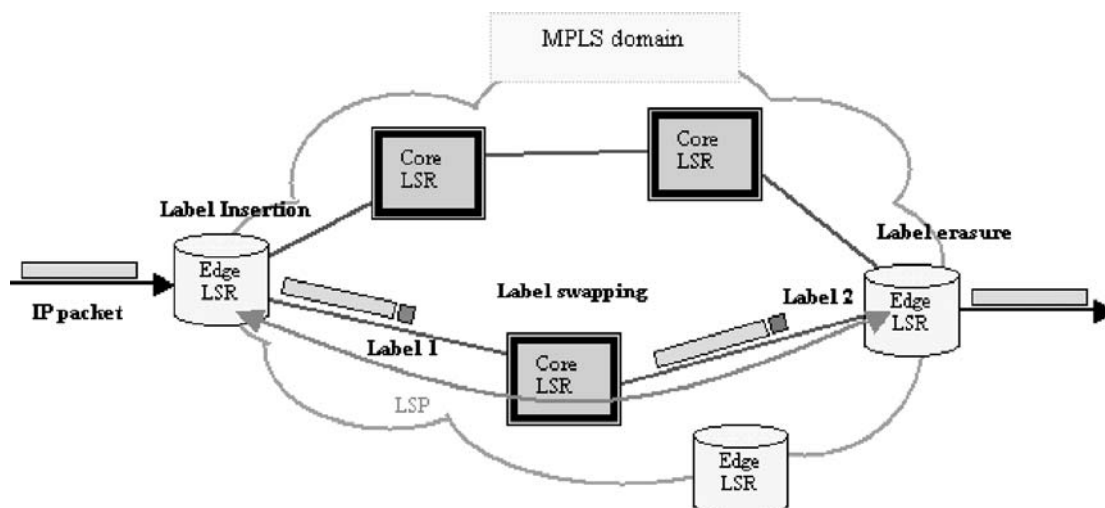 MPLS domain
Core
LSR
Core
LSR
Label Insertion
Label erasure
Edge
LSR
IP packet
Label swapping
Label 2
Edge
LSR
Label 1
Core
LSR
LSP
Edge
LSR